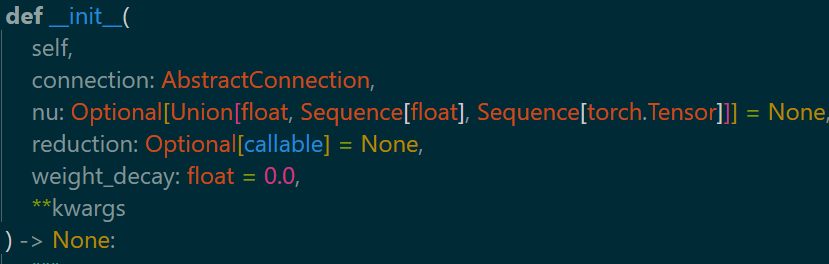 def __init__(
self,
connection: AbstractConnection,
nu: Optional[Union[float, Sequence[float], Sequence[torch.Tensor]]] = None,
reduction: Optional[callable] = None,
weight_decay: float = 0.0,
**kwargs
) -> None: